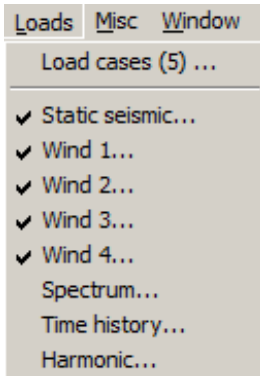 Loads Misc Window
Load cases (5) ...
Static seismic...
Wind 1...
Wind 2...
Wind 3...
Wind 4...
Spectrum...
Time history...
Harmonic...